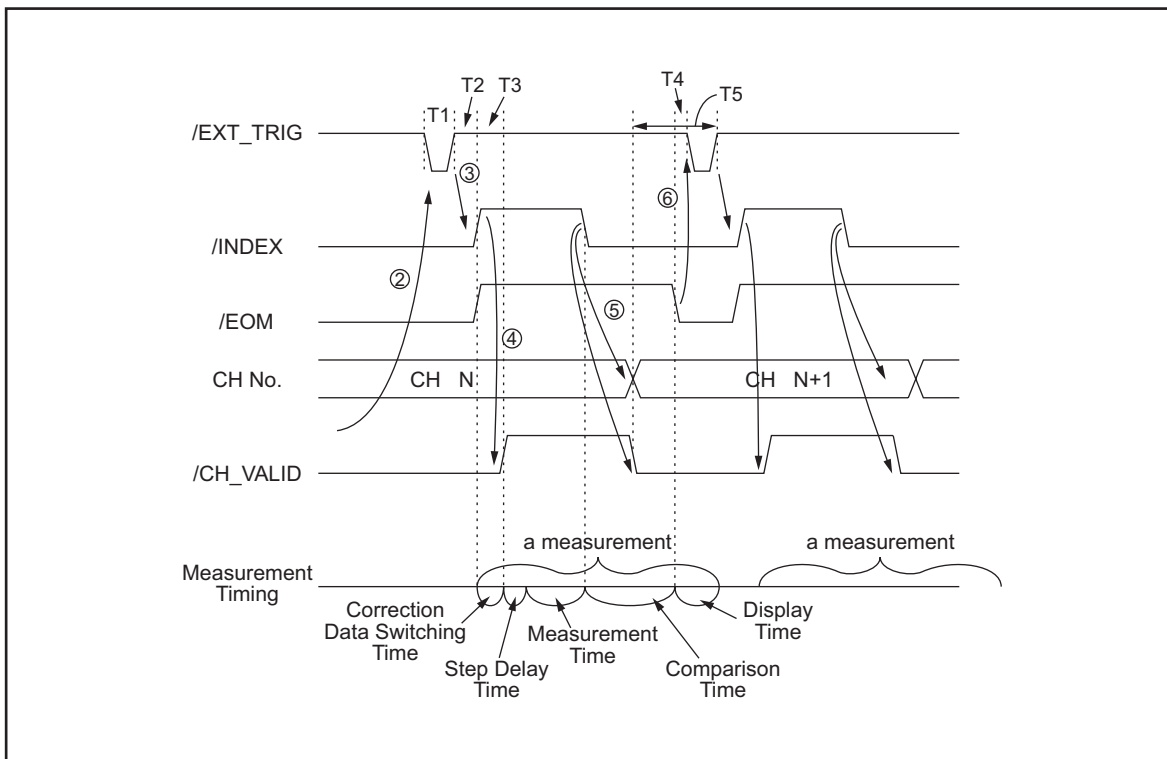 T4
T2 T3
T5
T1
/EXT_TRIG
③
⑥
/INDEX
②
⑤
/EOM
④
CH No.
CH N
CH N+1
/CH_VALID
a measurement
a measurement
Measurement
Timing
Correction
Data Switching
Time
Step Delay
Time
Measurement
Time
Comparison
Time
Display
Time